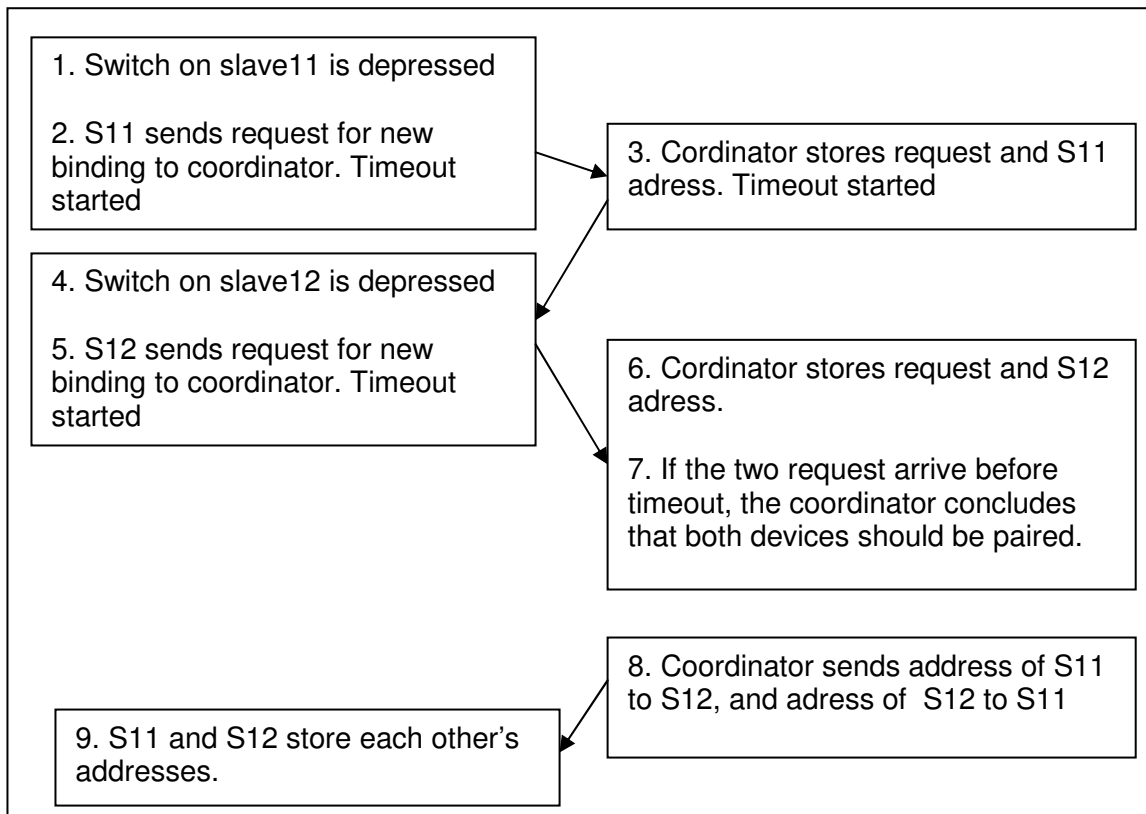 1. Switch on slave11 is depressed
2. S11 sends request for new
binding to coordinator. Timeout
started
3. Cordinator stores request and S11
adress. Timeout started
4. Switch on slave12 is depressed
5. S12 sends request for new
binding to coordinator. Timeout
started
6. Cordinator stores request and S12
adress.
7. If the two request arrive before
timeout, the coordinator concludes
that both devices should be paired.
8. Coordinator sends address of S11
to S12, and adress of  S12 to S11
9. S11 and S12 store each other’s
addresses.